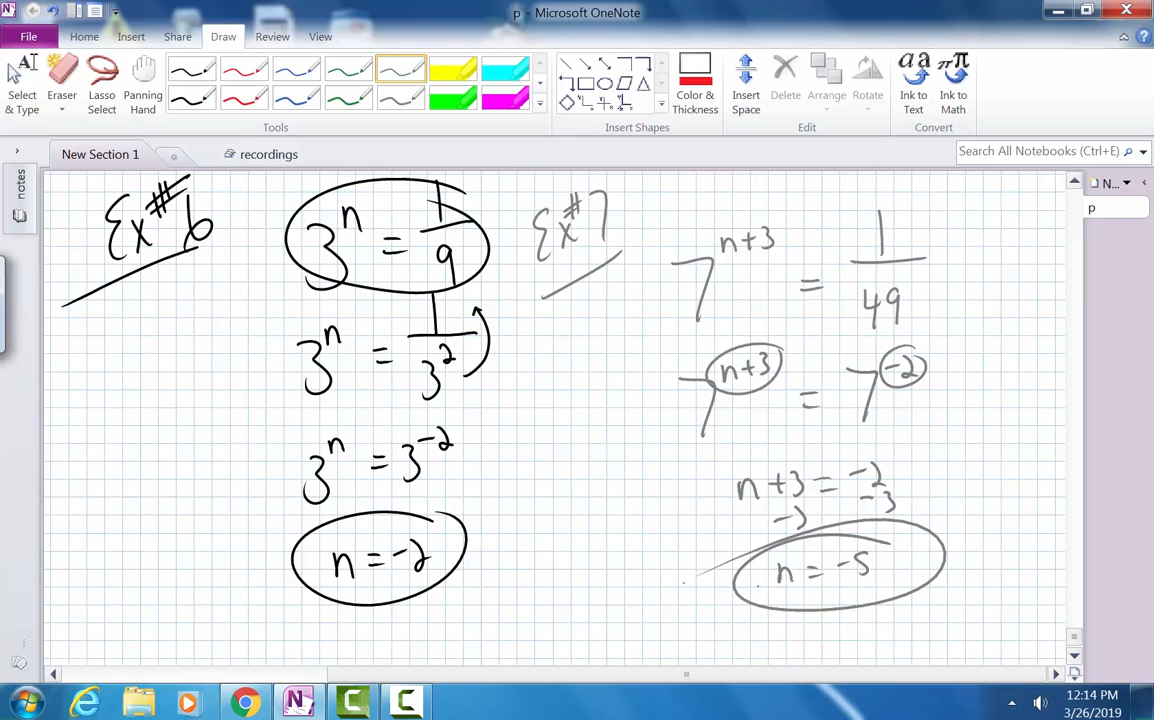 p - Microsoft OneNote
File Home Insert Share Draw Review View
Select & Type
Eraser
Lasso Select
Panning Hand
Color & Thickness
Insert Space
Delete
Arrange
Rotate
Ink to Text
Ink to Math
Tools
Insert Shapes
Edit
Convert
New Section 1
recordings
Search All Notebooks (Ctrl+E)
notes
N...
p
Ex#6
3^n = 1/9
3^n = 1/3^2
3^n = 3^-2
n = -2
Ex#7
7^n+3 = 1/49
7^n+3 = 7^-2
n+3 = -2
-3 -3
n = -5
12:14 PM
3/26/2019